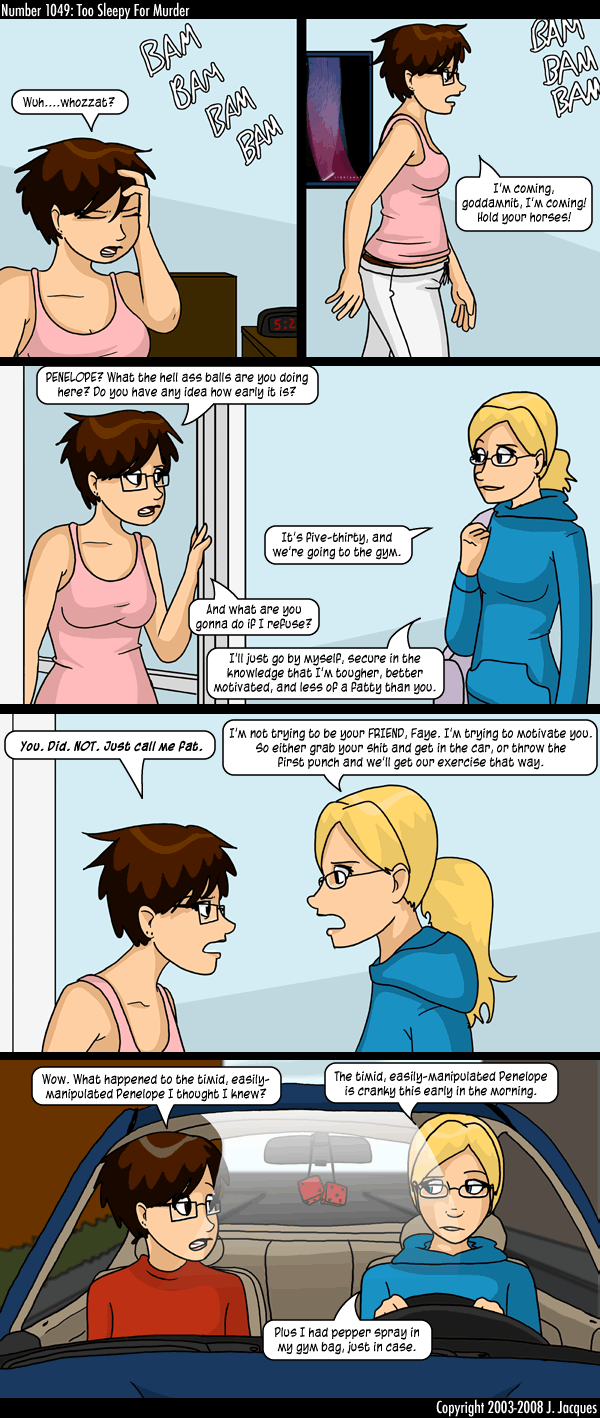 Number 1049: Too Sleepy For Murder
BAM
BAM
BAM
BAM
Wuh....whozzat?
5:2
BAM
BAM
BAM
I'm coming,
goddamnit, I'm coming!
Hold your horses!
PENELOPE? What the hell ass balls are you doing
here? Do you have any idea how early it is?
It's five-thirty, and
we're going to the gym.
And what are you
gonna do if I refuse?
I'll just go by myself, secure in the
knowledge that I'm tougher, better
motivated, and less of a fatty than you.
You. Did. NOT. Just call me fat.
I'm not trying to be your FRIEND, Faye. I'm trying to motivate you.
So either grab your shit and get in the car, or throw the
first punch and we'll get our exercise that way.
Wow. What happened to the timid, easily-
manipulated Penelope I thought I knew?
The timid, easily-manipulated Penelope
is cranky this early in the morning.
Plus I had pepper spray in
my gym bag, just in case.
Copyright 2003-2008 J. Jacques